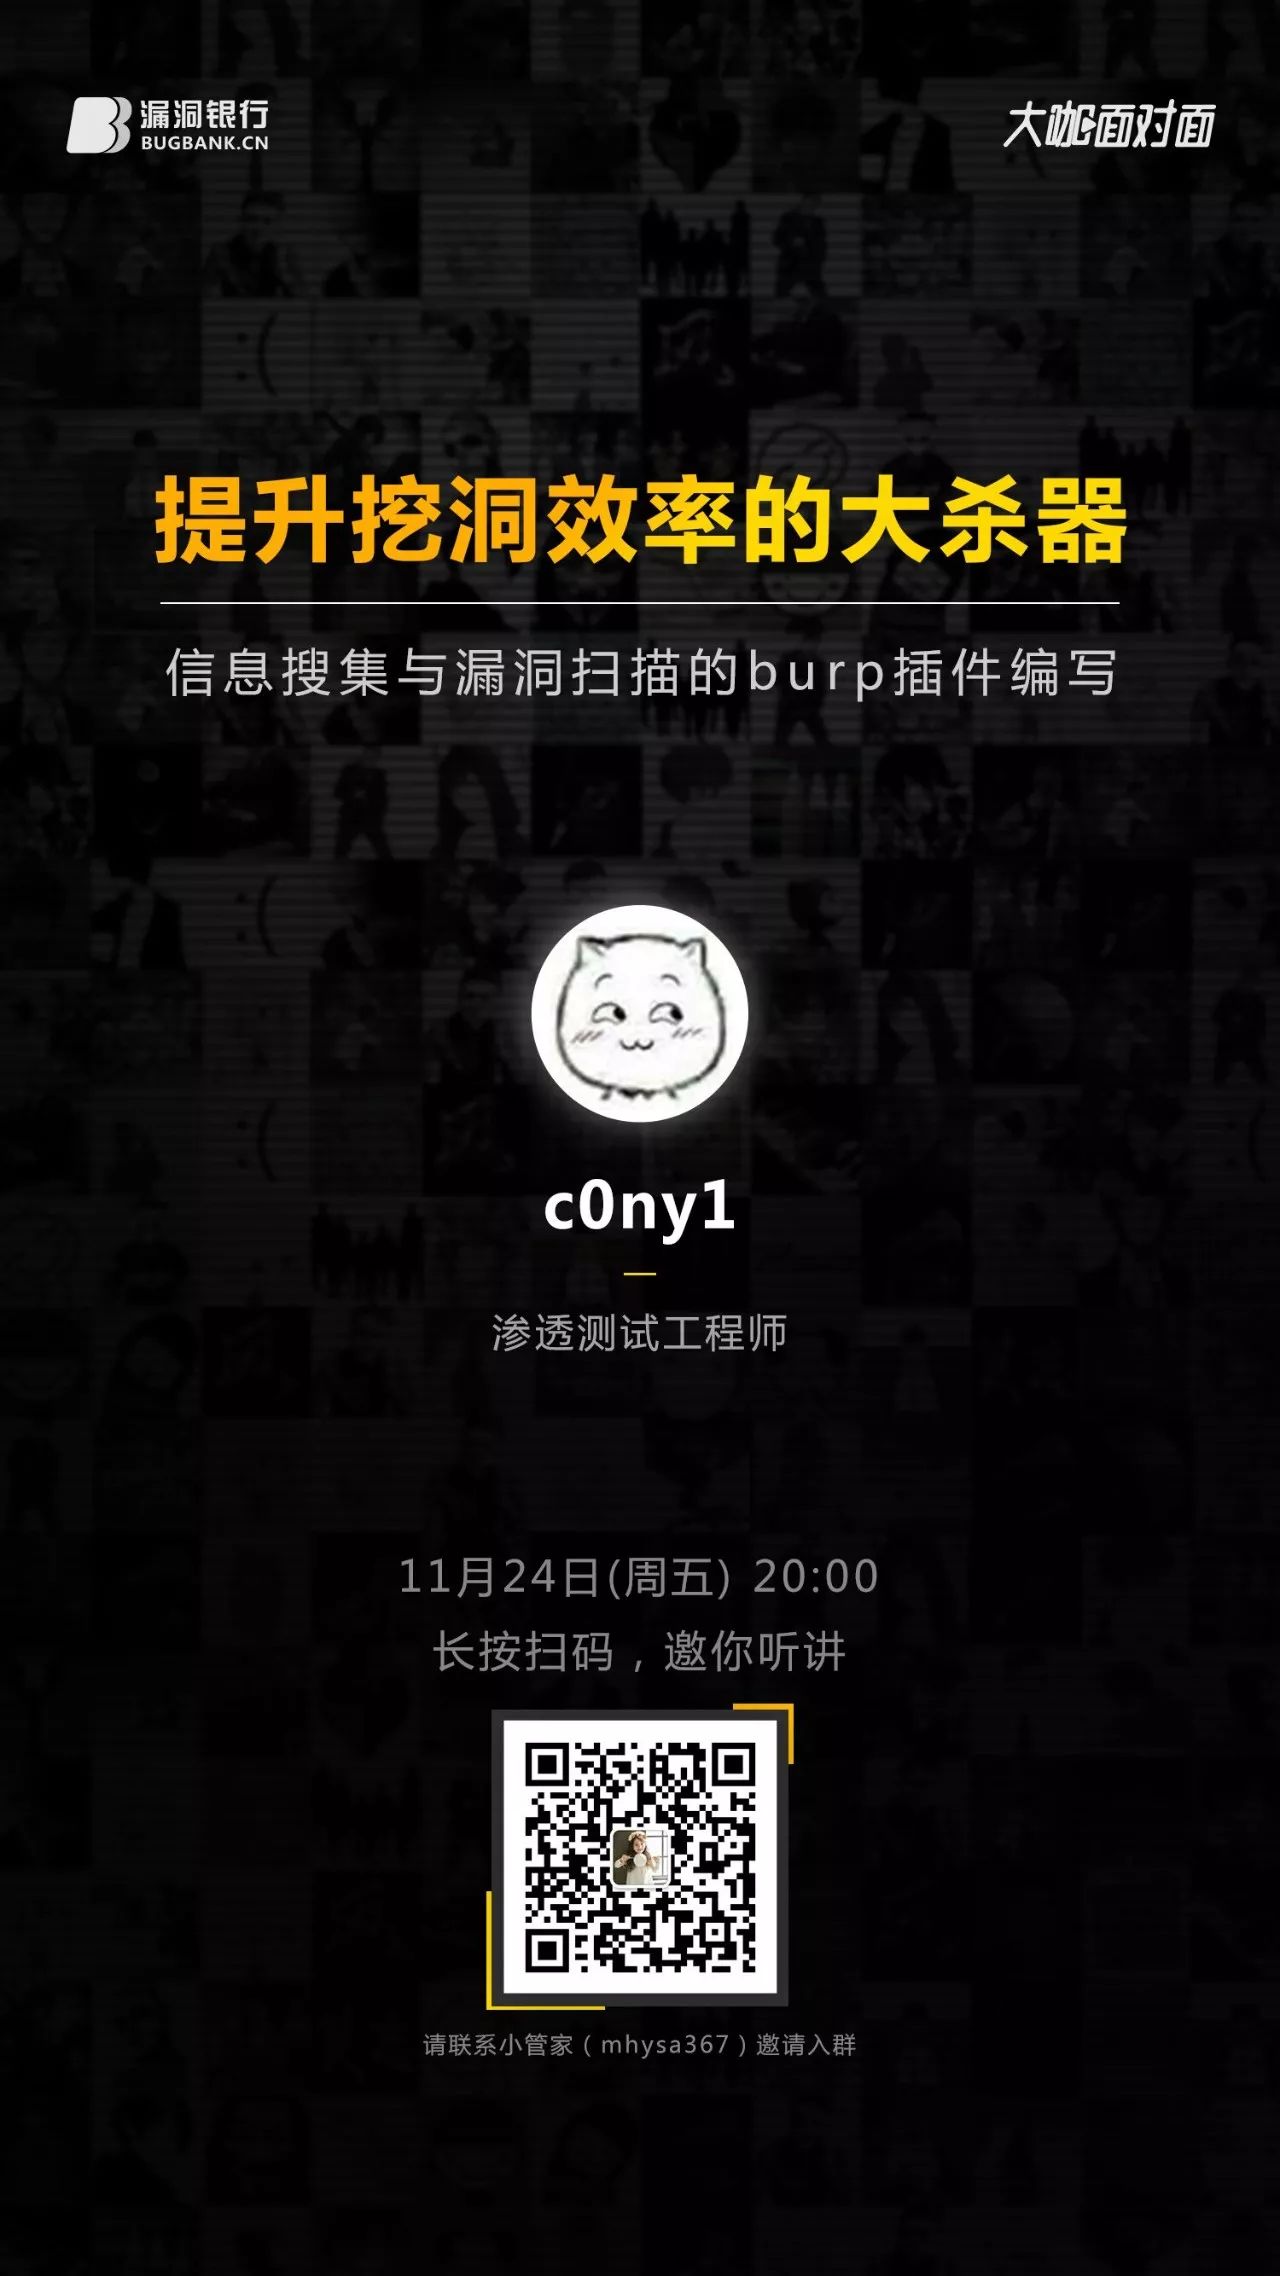 漏洞银行
BUGBANK.CN
大咖面对面
提升挖洞效率的大杀器
信息搜集与漏洞扫描的burp插件编写
c0ny1
渗透测试工程师
11月24日(周五) 20:00
长按扫码，邀你听讲
请联系小管家（mhysa367）邀请入群